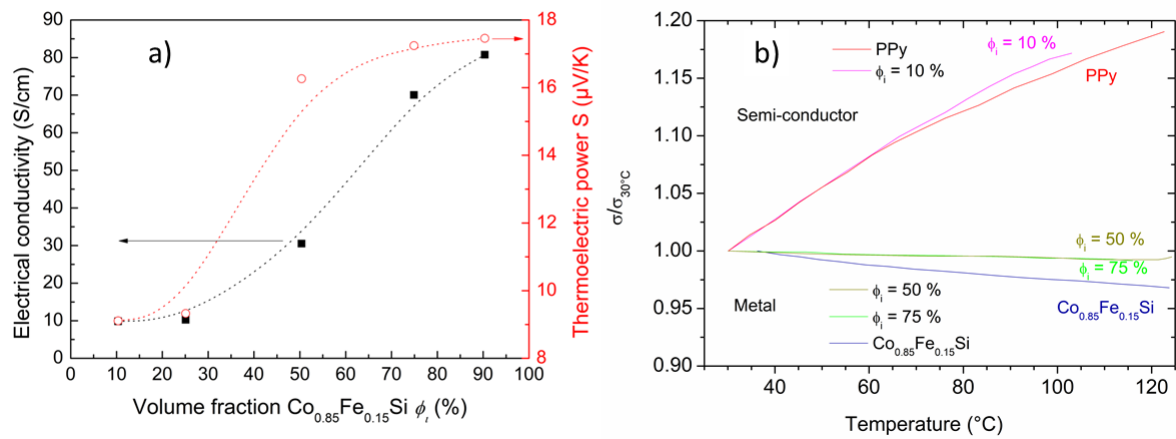 a)
Electrical conductivity (S/cm)
90
80
70
60
50
40
30
20
10
0
0 10 20 30 40 50 60 70 80 90 100
Volume fraction Co0.85Fe0.15Si ϕt (%)
18
16
14
12
10
8
Thermoelectric power S (µV/K)
b)
σ/σ30°C
1.20
1.15
1.10
1.05
1.00
0.95
0.90
PPy
ϕi = 10 %
ϕi = 10 %
PPy
Semi-conductor
ϕi = 50 %
ϕi = 75 %
Metal
ϕi = 50 %
ϕi = 75 %
Co0.85Fe0.15Si
Co0.85Fe0.15Si
40 60 80 100 120
Temperature (°C)